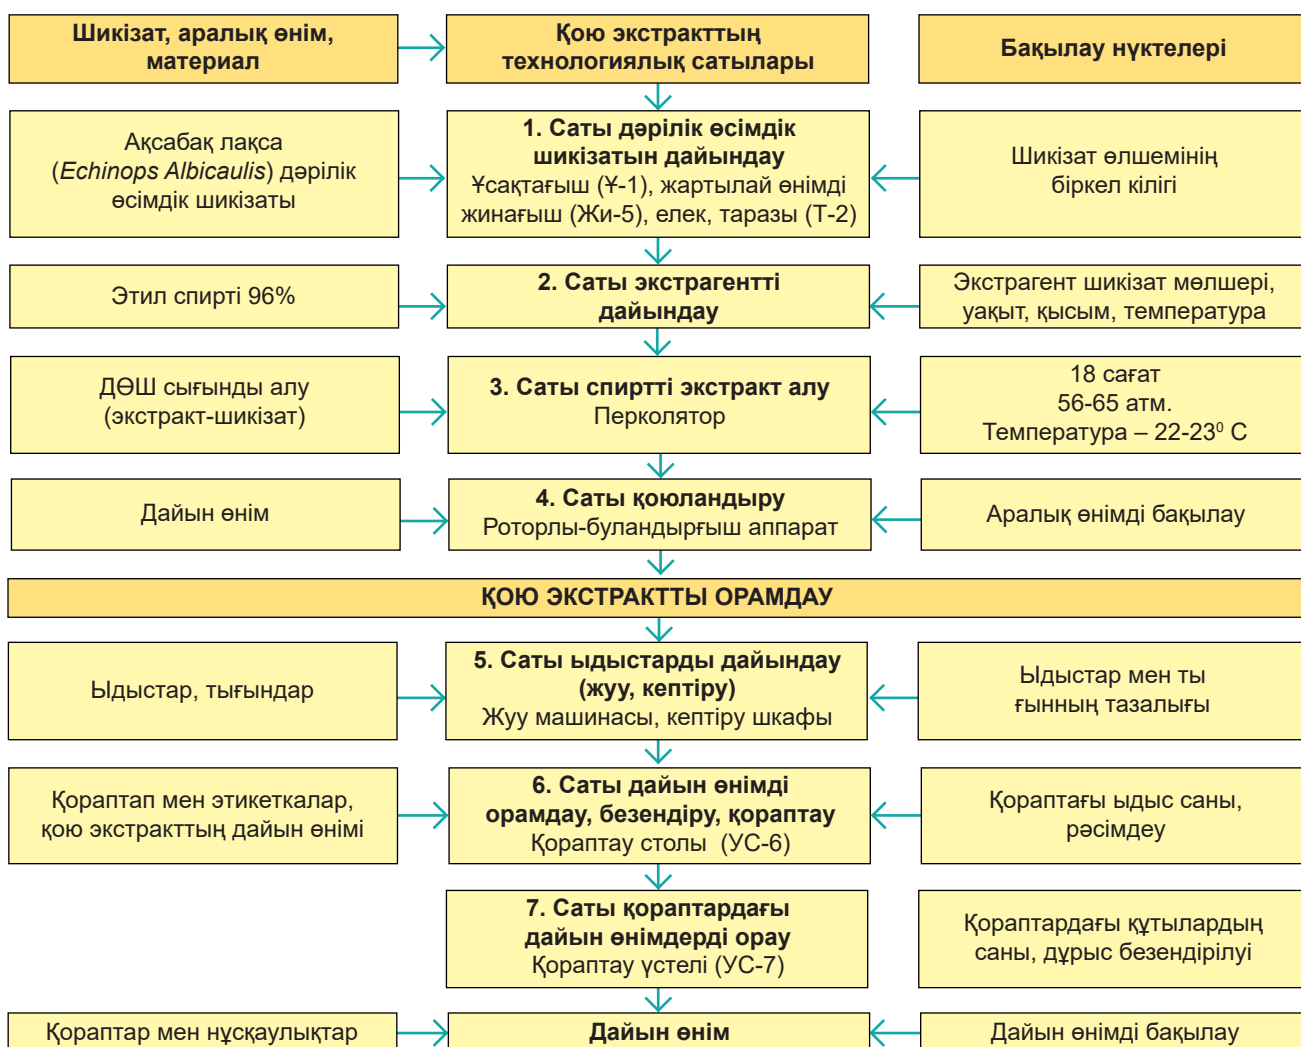 Шикізат, аралық өнім,
материал
Қою экстракттың
технологиялық сатылары
Бақылау нүктелері
Ақсабақ лақса
(Echinops Albicaulis) дәрілік
өсімдік шикізаты
1. Саты дәрілік өсімдік
шикізатын дайындау
Ұсақтағыш (Ұ-1), жартылай өнімді
жинағыш (Жи-5), елек, таразы (Т-2)
Шикізат өлшемінің
біркел кілігі
Этил спирті 96%
2. Саты экстрагентті
дайындау
Экстрагент шикізат мөлшері,
уақыт, қысым, температура
ДӨШ сығынды алу
(экстракт-шикізат)
3. Саты спиртті экстракт алу
Перколятор
18 сағат
56-65 атм.
Температура – 22-23⁰ С
Дайын өнім
4. Саты қоюландыру
Роторлы-буландырғыш аппарат
Аралық өнімді бақылау
ҚОЮ ЭКСТРАКТТЫ ОРАМДАУ
Ыдыстар, тығындар
5. Саты ыдыстарды дайындау
(жуу, кептіру)
Жуу машинасы, кептіру шкафы
Ыдыстар мен ты
ғынның тазалығы
Қораптап мен этикеткалар,
қою экстракттың дайын өнімі
6. Саты дайын өнімді
орамдау, безендіру, қораптау
Қораптау столы (УС-6)
Қораптағы ыдыс саны,
рәсімдеу
7. Саты қораптардағы
дайын өнімдерді орау
Қораптау үстелі (УС-7)
Қораптардағы құтылардың
саны, дұрыс безендірілуі
Қораптар мен нұсқаулықтар
Дайын өнім
Дайын өнімді бақылау